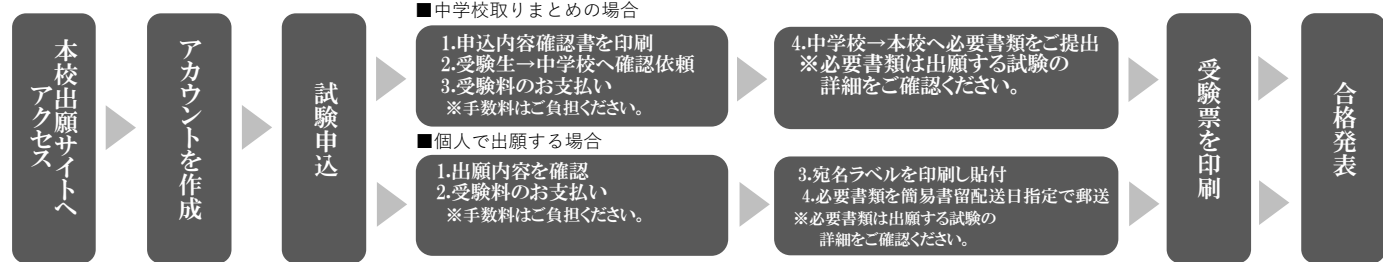 本校出願サイトへ
アクセス
アカウントを作成
試験申込
■中学校取りまとめの場合
1.申込内容確認書を印刷
2.受験生→中学校へ確認依頼
3.受験料のお支払い
※手数料はご負担ください。
4.中学校→本校へ必要書類をご提出
※必要書類は出願する試験の
詳細をご確認ください。
■個人で出願する場合
1.出願内容を確認
2.受験料のお支払い
※手数料はご負担ください。
3.宛名ラベルを印刷し貼付
4.必要書類を簡易書留配送日指定で郵送
※必要書類は出願する試験の
詳細をご確認ください。
受験票を印刷
合格発表